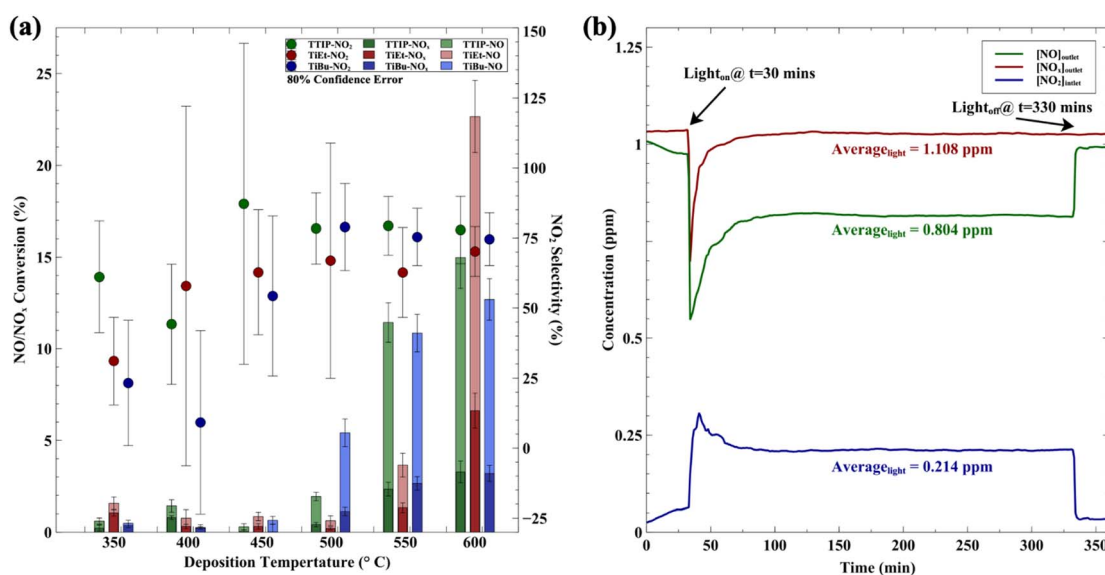 (a)
TTIP-NO₂ TTIP-NOₓ TTIP-NO
TiEt-NO₂ TiEt-NOₓ TiEt-NO
TiBu-NO₂ TiBu-NOₓ TiBu-NO
80% Confidence Error
NO/NOₓ Conversion (%)
25
20
15
10
5
0
150
125
100
75
50
25
0
−25
NO₂ Selectivity (%)
350 400 450 500 550 600
Deposition Tempertature (° C)
(b)
[NO]outlet
[NOₓ]outlet
[NO₂]intlet
Lighton@ t=30 mins
Lightoff@ t=330 mins
Averagelight = 1.108 ppm
Averagelight = 0.804 ppm
Averagelight = 0.214 ppm
Concentration (ppm)
1.25
1
0.75
0.5
0.25
0
0 50 100 150 200 250 300 350
Time (min)